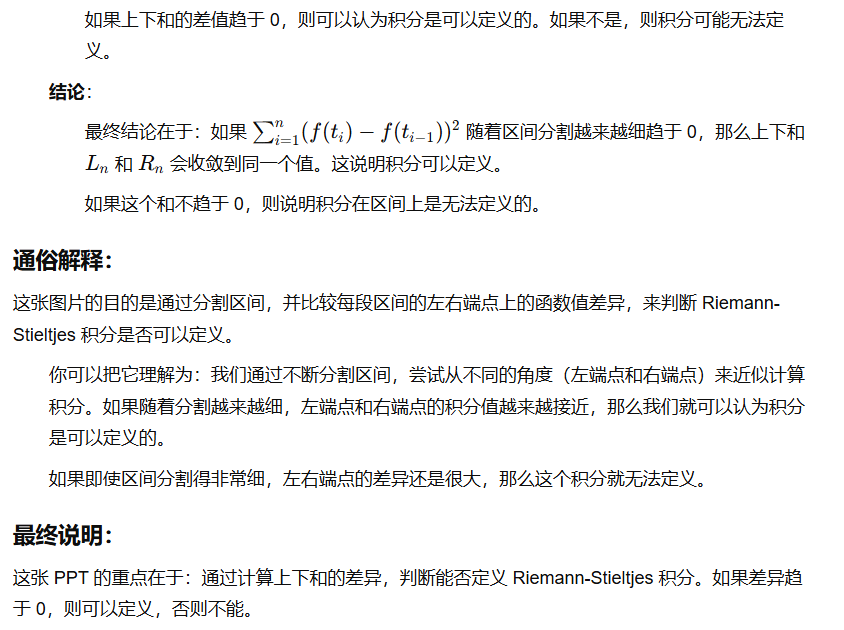 如果上下和的差值趋于 0，则可以认为积分是可以定义的。如果不是，则积分可能无法定
义。
结论：
最终结论在于：如果 $\sum_{i=1}^{n}(f(t_i) - f(t_{i-1}))^2$ 随着区间分割越来越细趋于 0，那么上下和
$L_n$ 和 $R_n$ 会收敛到同一个值。这说明积分可以定义。
如果这个和不趋于 0，则说明积分在区间上是无法定义的。
通俗解释：
这张图片的目的是通过分割区间，并比较每段区间的左右端点上的函数值差异，来判断 Riemann-
Stieltjes 积分是否可以定义。
你可以把它理解为：我们通过不断分割区间，尝试从不同的角度（左端点和右端点）来近似计算
积分。如果随着分割越来越细，左端点和右端点的积分值越来越接近，那么我们就可以认为积分
是可以定义的。
如果即使区间分割得非常细，左右端点的差异还是很大，那么这个积分就无法定义。
最终说明：
这张 PPT 的重点在于：通过计算上下和的差异，判断能否定义 Riemann-Stieltjes 积分。如果差异趋
于 0，则可以定义，否则不能。